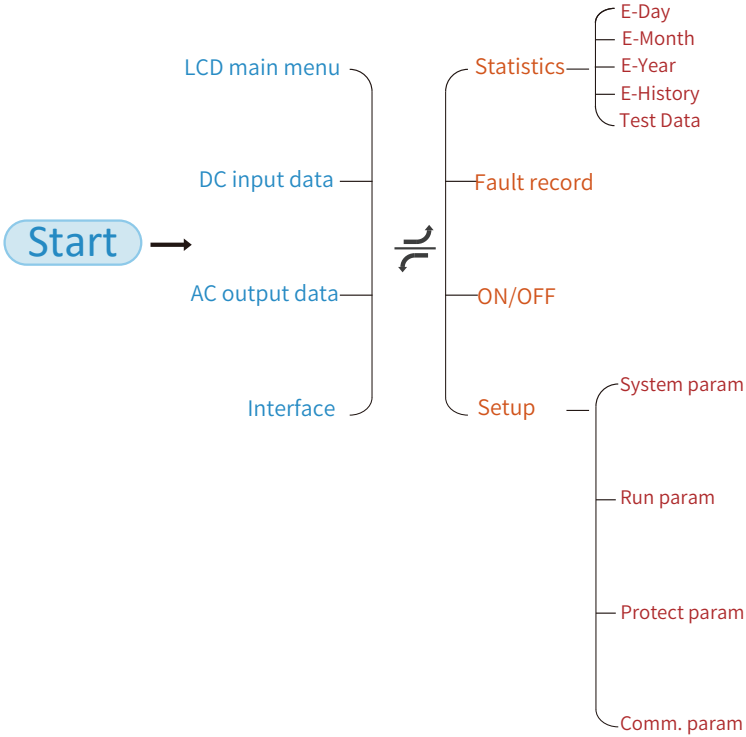 Start
LCD main menu
DC input data
AC output data
Interface
Statistics
Fault record
ON/OFF
Setup
E-Day
E-Month
E-Year
E-History
Test Data
System param
Run param
Protect param
Comm. param